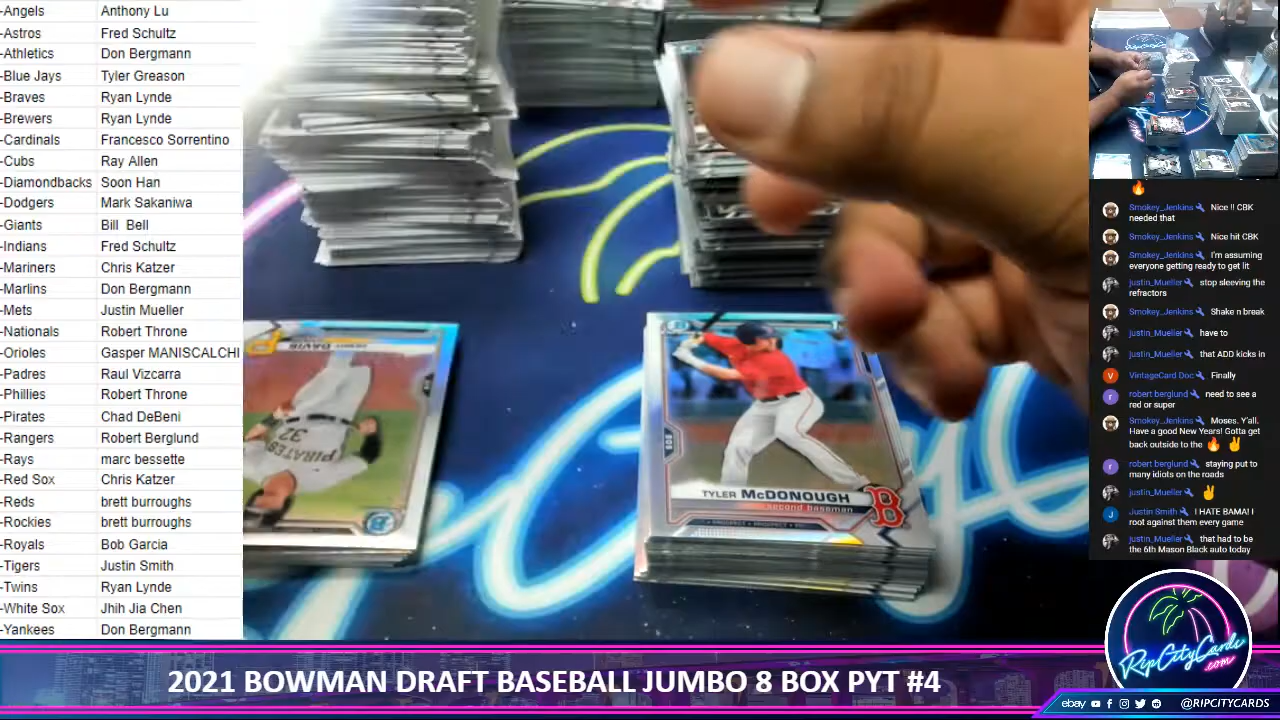 -Angels Anthony Lu
-Astros Fred Schultz
-Athletics Don Bergmann
-Blue Jays Tyler Greason
-Braves Ryan Lynde
-Brewers Ryan Lynde
-Cardinals Francesco Sorrentino
-Cubs Ray Allen
-Diamondbacks Soon Han
-Dodgers Mark Sakaniwa
-Giants Bill Bell
-Indians Fred Schultz
-Mariners Chris Katzer
-Marlins Don Bergmann
-Mets Justin Mueller
-Nationals Robert Throne
-Orioles Gasper MANISCALCHI
-Padres Raul Vizcarra
-Phillies Robert Throne
-Pirates Chad DeBeni
-Rangers Robert Berglund
-Rays marc bessette
-Red Sox Chris Katzer
-Reds brett burroughs
-Rockies brett burroughs
-Royals Bob Garcia
-Tigers Justin Smith
-Twins Ryan Lynde
-White Sox Jhih Jia Chen
-Yankees Don Bergmann
DAVIS
PIRATES
32
BOS
TYLER McDONOUGH
second baseman
B
Smokey_Jenkins Nice !! CBK
needed that
Smokey_Jenkins Nice hit CBK
Smokey_Jenkins I'm assuming
everyone getting ready to get lit
justin_Mueller stop sleeving the
refractors
Smokey_Jenkins Shake n break
justin_Mueller have to
justin_Mueller that ADD kicks in
V VintageCard Doc Finally
r robert berglund need to see a
red or super
Smokey_Jenkins Moses. Y'all.
Have a good New Years! Gotta get
back outside to the 🔥 ✌
r robert berglund staying put to
many idiots on the roads
justin_Mueller ✌
J Justin Smith I HATE BAMA! I
root against them every game
justin_Mueller that had to be
the 6th Mason Black auto today
RipCityCards
.com
2021 BOWMAN DRAFT BASEBALL JUMBO 8 BOX PYT #4
ebay @RIPCITYCARDS